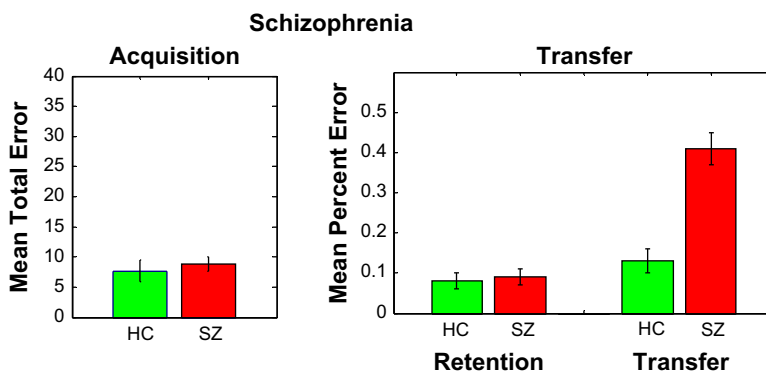 Schizophrenia
Acquisition
Mean Total Error
40
35
30
25
20
15
10
5
0
HC SZ
Transfer
Mean Percent Error
0.5
0.4
0.3
0.2
0.1
0
HC SZ HC SZ
Retention Transfer